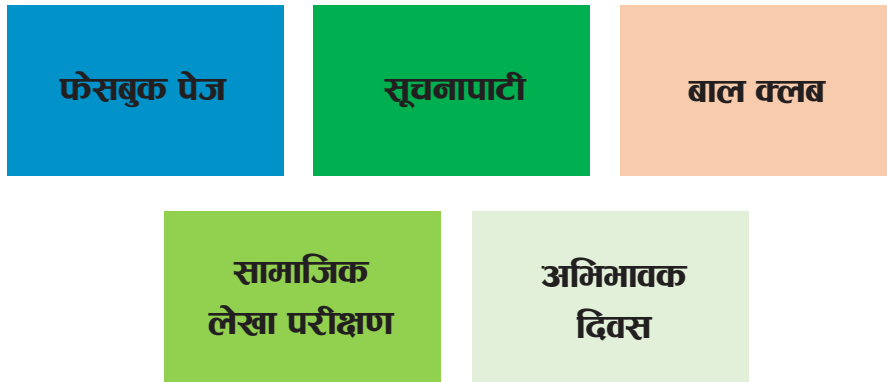 फेसबुक पेज
सूचनापाटी
बाल क्लब
सामाजिक
लेखा परीक्षण
अभिभावक
दिवस